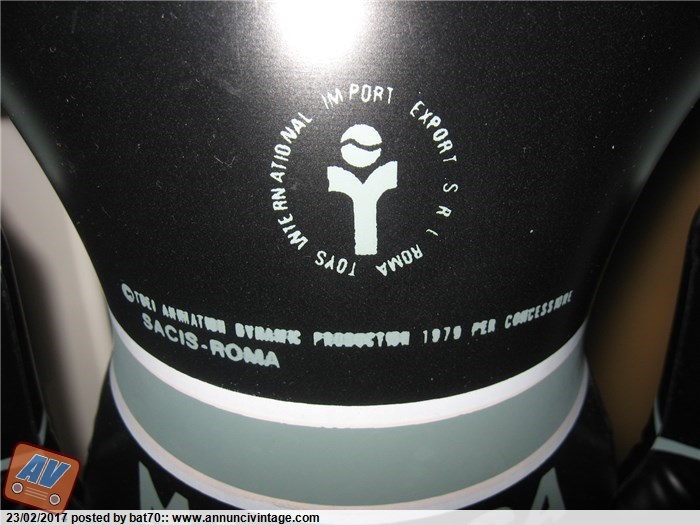 TOYS INTERNATIONAL IMPORT EXPORT S R L ROMA
©TOEI ANIMATION DYNAMIC PRODUCTION 1979 PER CONCESSIONE
SACIS-ROMA
AV
23/02/2017 posted by bat70:: www.annuncivintage.com